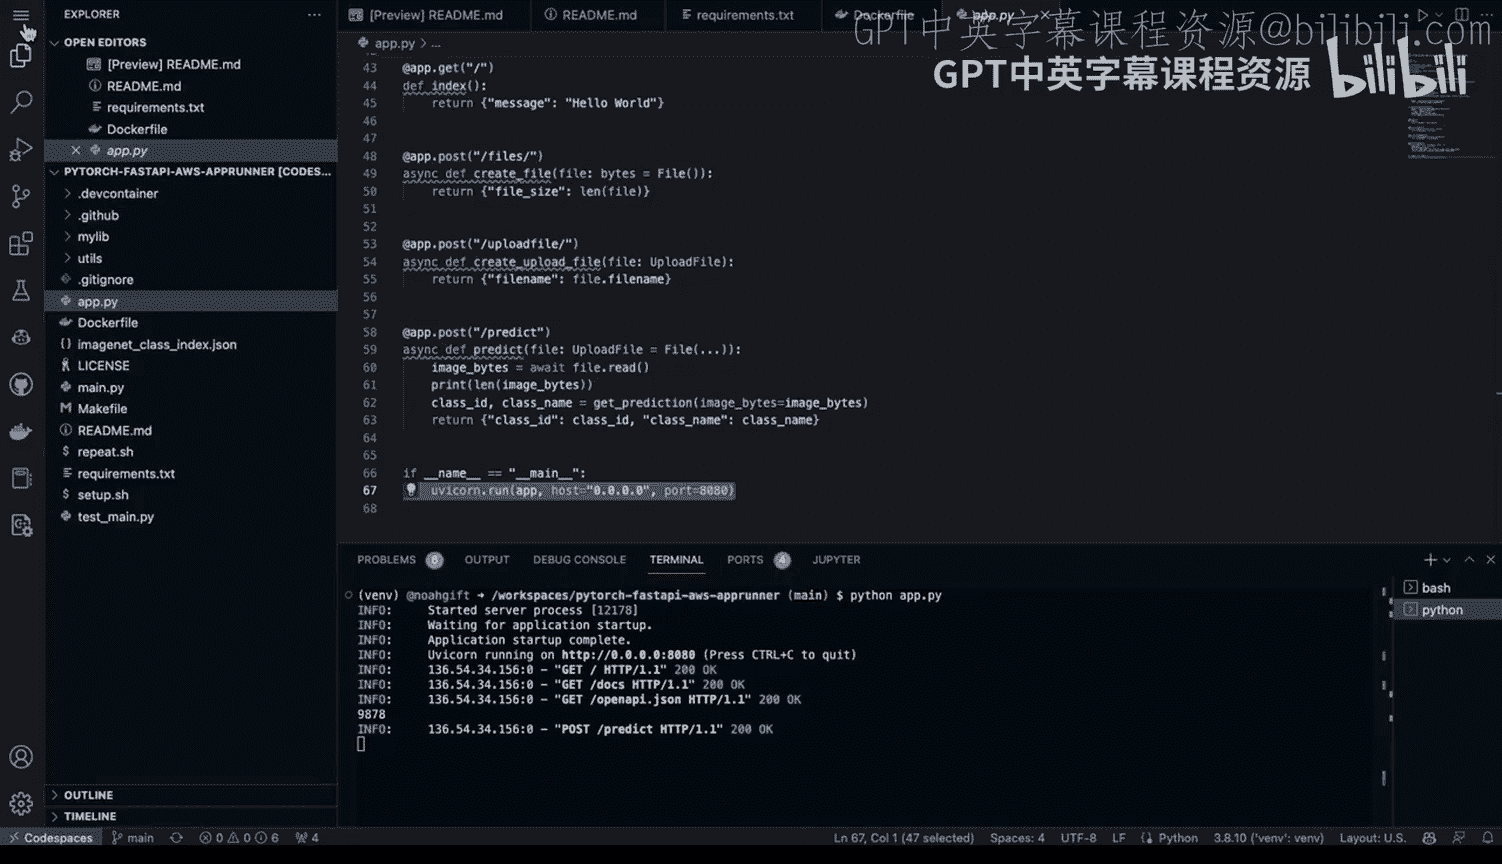 EXPLORER
OPEN EDITORS
[Preview] README.md
README.md
requirements.txt
Dockerfile
app.py
PYTORCH-FASTAPI-AWS-APPRUNNER [CODES...
.devcontainer
.github
mylib
utils
.gitignore
app.py
Dockerfile
imagenet_class_index.json
LICENSE
main.py
Makefile
README.md
repeat.sh
requirements.txt
setup.sh
test_main.py
OUTLINE
TIMELINE
[Preview] README.md README.md requirements.txt Dockerfile app.py
GPT中英字幕课程资源@bilibili.com
GPT中英字幕课程资源 bilibili
app.py > ...
43 @app.get("/")
44 def index():
45 return {"message": "Hello World"}
46
47
48 @app.post("/files/")
49 async def create_file(file: bytes = File()):
50 return {"file_size": len(file)}
51
52
53 @app.post("/uploadfile/")
54 async def create_upload_file(file: UploadFile):
55 return {"filename": file.filename}
56
57
58 @app.post("/predict")
59 async def predict(file: UploadFile = File(...)):
60 image_bytes = await file.read()
61 print(len(image_bytes))
62 class_id, class_name = get_prediction(image_bytes=image_bytes)
63 return {"class_id": class_id, "class_name": class_name}
64
65
66 if __name__ == "__main__":
67 uvicorn.run(app, host="0.0.0.0", port=8080)
68
PROBLEMS 6 OUTPUT DEBUG CONSOLE TERMINAL PORTS 4 JUPYTER
(venv) @noahgift ➜ /workspaces/pytorch-fastapi-aws-apprunner (main) $ python app.py
INFO: Started server process [12178]
INFO: Waiting for application startup.
INFO: Application startup complete.
INFO: Uvicorn running on http://0.0.0.0:8080 (Press CTRL+C to quit)
INFO: 136.54.34.156:0 - "GET / HTTP/1.1" 200 OK
INFO: 136.54.34.156:0 - "GET /docs HTTP/1.1" 200 OK
INFO: 136.54.34.156:0 - "GET /openapi.json HTTP/1.1" 200 OK
9878
INFO: 136.54.34.156:0 - "POST /predict HTTP/1.1" 200 OK
bash
python
Codespaces main 0 0 6 4 Ln 67, Col 1 (47 selected) Spaces: 4 UTF-8 LF Python 3.8.10 ('venv': venv) Layout: U.S.